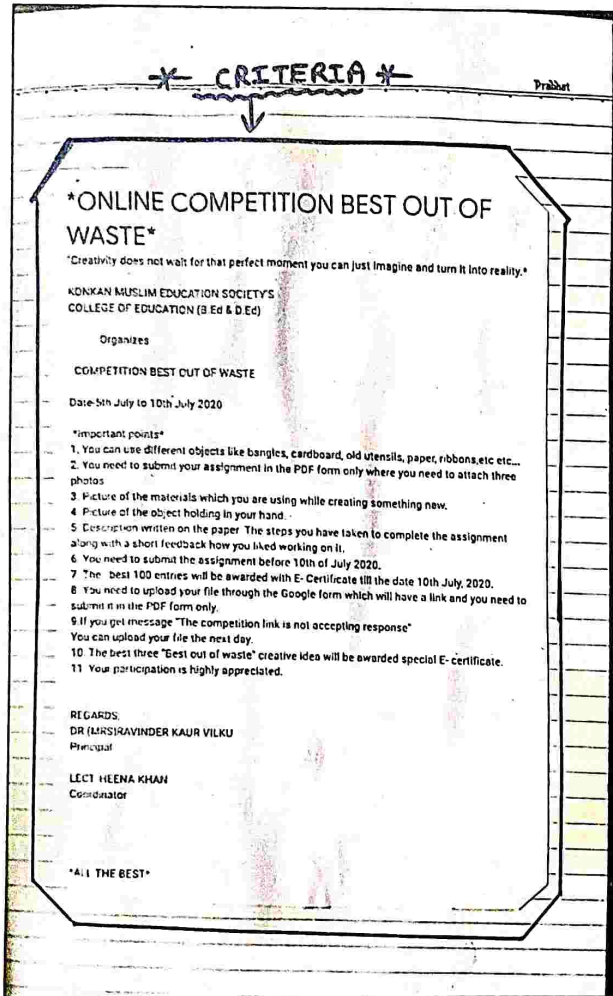 * CRITERIA *
Prabhat
*ONLINE COMPETITION BEST OUT OF
WASTE*
"Creativity does not wait for that perfect moment you can just imagine and turn it into reality.*
KONKAN MUSLIM EDUCATION SOCIETY'S
COLLEGE OF EDUCATION (B.Ed & D.Ed)
Organizes
COMPETITION BEST OUT OF WASTE
Date-5th July to 10th July 2020
*Important points*
1. You can use different objects like bangles, cardboard, old utensils, paper, ribbons,etc etc...
2. You need to submit your assignment in the PDF form only where you need to attach three
photos
3. Picture of the materials which you are using while creating something new.
4. Picture of the object holding in your hand.
5. Description written on the paper. The steps you have taken to complete the assignment
along with a short feedback how you liked working on it.
6. You need to submit the assignment before 10th of July 2020.
7. The best 100 entries will be awarded with E- Certificate till the date 10th July, 2020.
8. You need to upload your file through the Google form which will have a link and you need to
submit it in the PDF form only.
9.If you get message "The competition link is not accepting response"
You can upload your file the next day.
10. The best three "Best out of waste" creative idea will be awarded special E- certificate.
11. Your participation is highly appreciated.
REGARDS,
DR (MRS)RAVINDER KAUR VILKU
Principal
LECT HEENA KHAN
Coordinator
*ALL THE BEST*